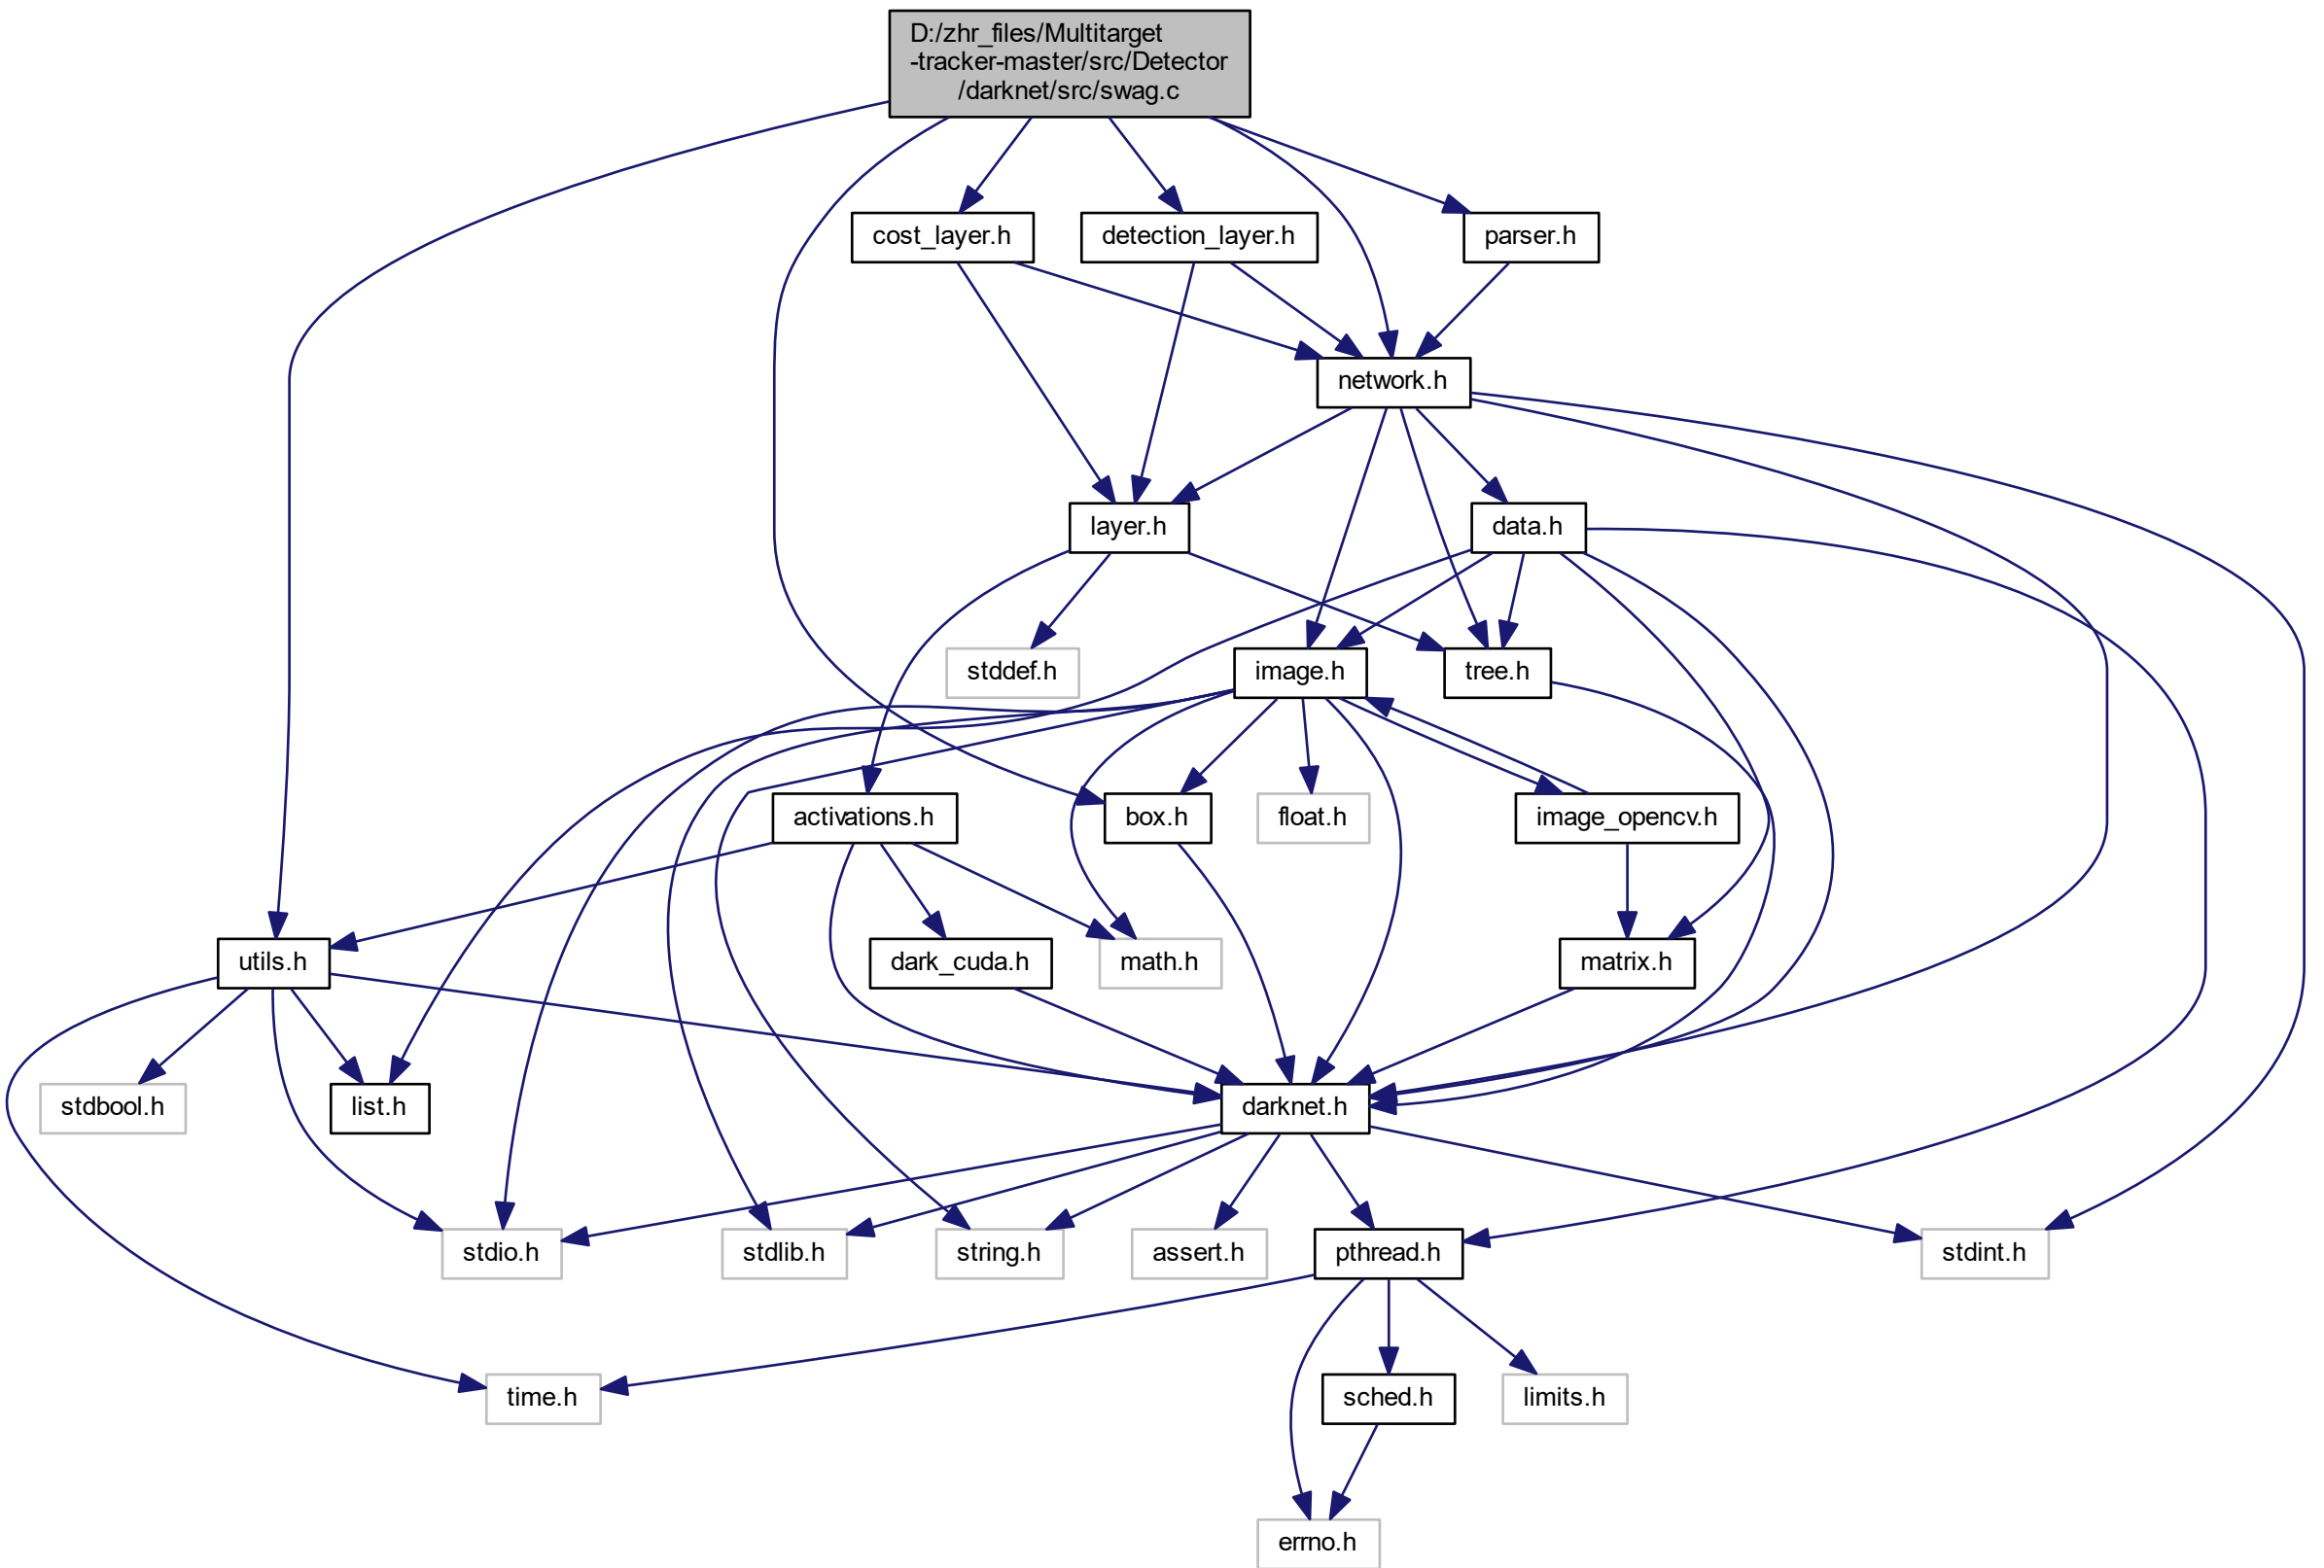 D:/zhr_files/Multitarget
-tracker-master/src/Detector
/darknet/src/swag.c
cost_layer.h
detection_layer.h
parser.h
network.h
layer.h
data.h
stddef.h
image.h
tree.h
activations.h
box.h
float.h
image_opencv.h
utils.h
dark_cuda.h
math.h
matrix.h
stdbool.h
list.h
darknet.h
stdio.h
stdlib.h
string.h
assert.h
pthread.h
stdint.h
time.h
sched.h
limits.h
errno.h